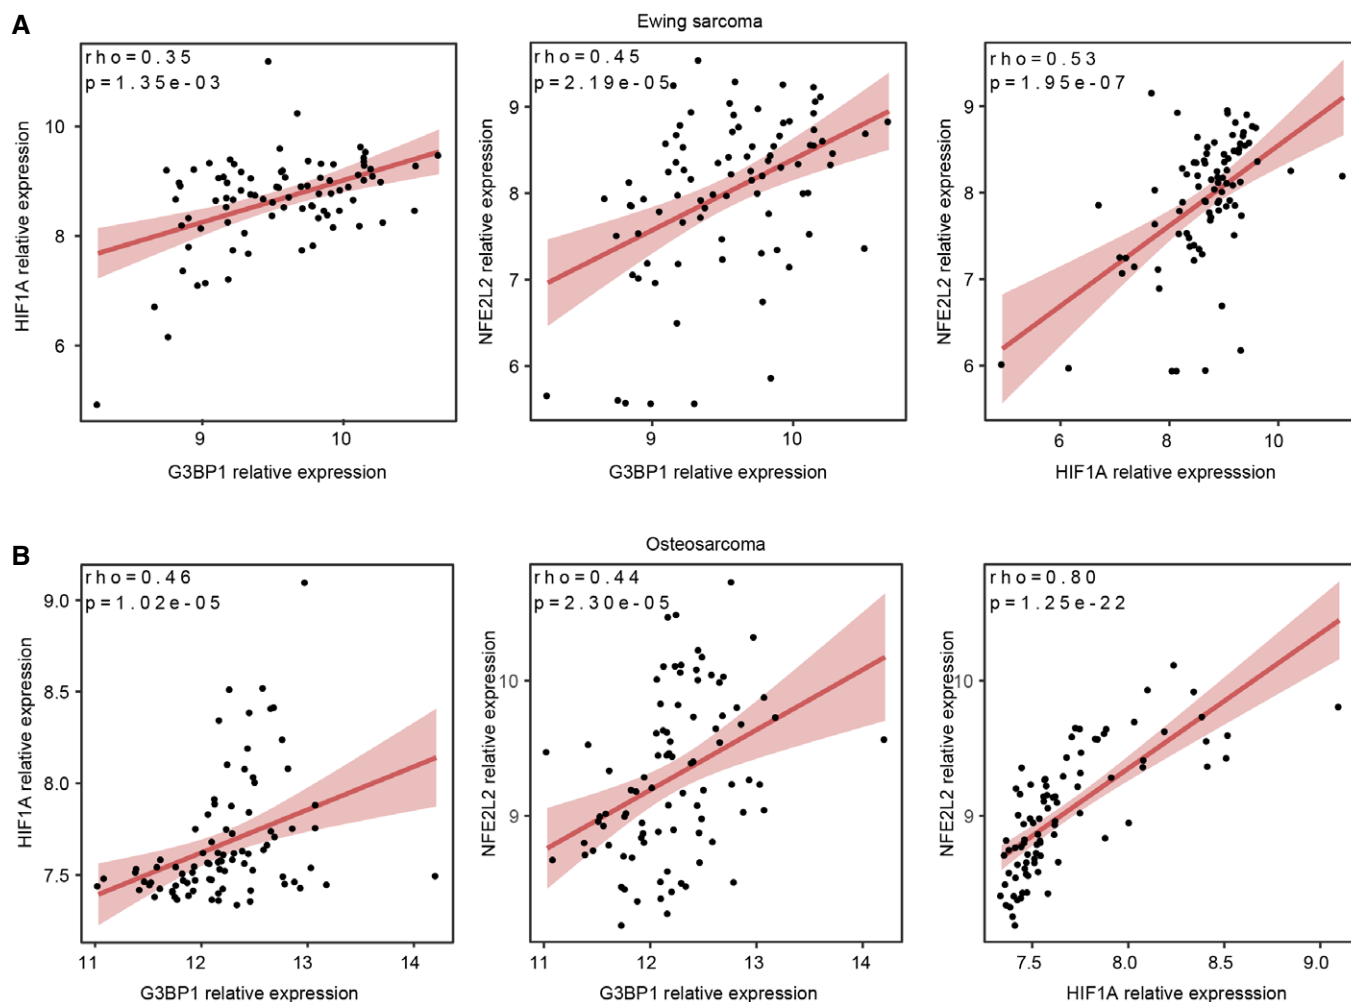 A
Ewing sarcoma
rho=0.35
p=1.35e-03
10
8
6
9
10
HIF1A relative expression
G3BP1 relative expression
rho=0.45
p=2.19e-05
9
8
7
6
9
10
NFE2L2 relative expression
G3BP1 relative expression
rho=0.53
p=1.95e-07
9
8
7
6
6
8
10
NFE2L2 relative expression
HIF1A relative expresssion
B
Osteosarcoma
rho=0.46
p=1.02e-05
9.0
8.5
8.0
7.5
11
12
13
14
HIF1A relative expression
G3BP1 relative expression
rho=0.44
p=2.30e-05
10
9
11
12
13
14
NFE2L2 relative expression
G3BP1 relative expression
rho=0.80
p=1.25e-22
10
9
7.5
8.0
8.5
9.0
NFE2L2 relative expression
HIF1A relative expresssion